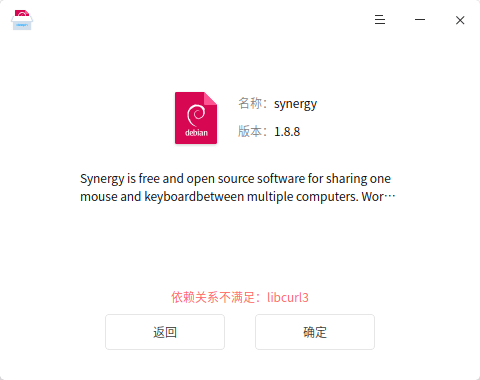 debian
名称：synergy
版本：1.8.8
Synergy is free and open source software for sharing one
mouse and keyboardbetween multiple computers. Wor…
依赖关系不满足：libcurl3
返回
确定